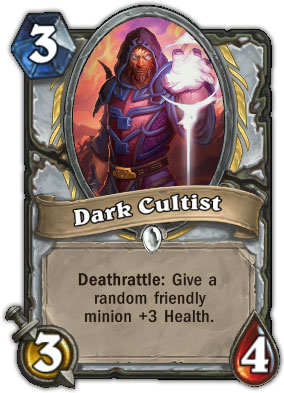 3
Dark Cultist
Deathrattle: Give a
random friendly
minion +3 Health.
3
4